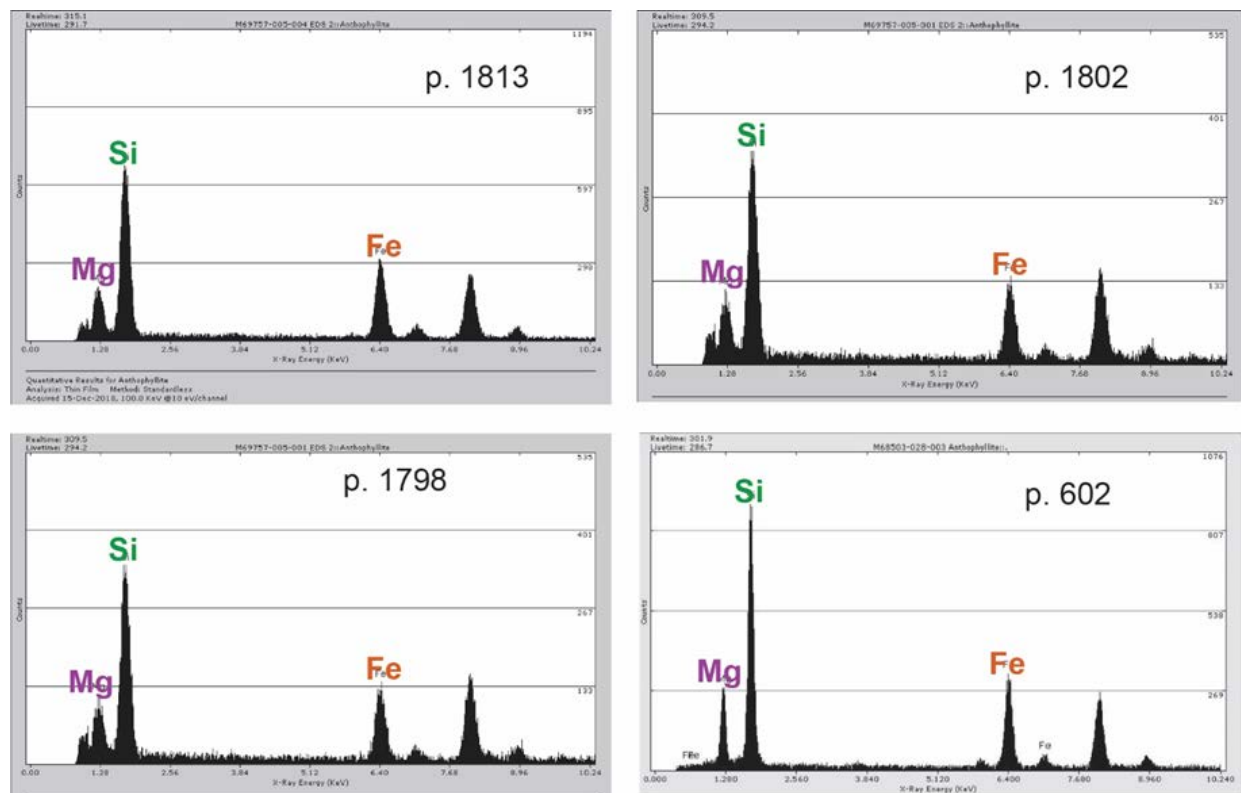 Realtime: 315.1
Livetime: 291.7
M69757-005-004 EDS 2::Anthophyllite
1194
p. 1813
895
Si
597
Counts
Fe
Mg
298
0.00 1.28 2.56 3.84 5.12 6.40 7.68 8.96 10.24
X-Ray Energy (KeV)
Quantitative Results for Anthophyllite
Analysis: Thin Film Method: Standardless
Acquired 15-Dec-2018, 100.0 KeV @10 eV/channel
Realtime: 309.5
Livetime: 294.2
M69757-005-001 EDS 2::Anthophyllite
535
p. 1802
401
Si
267
Counts
Mg
Fe
133
0.00 1.28 2.56 3.84 5.12 6.40 7.68 8.96 10.24
X-Ray Energy (KeV)
Realtime: 309.5
Livetime: 294.2
M69757-005-001 EDS 2::Anthophyllite
535
p. 1798
401
Si
267
Counts
Mg
Fe
133
0.00 1.28 2.56 3.84 5.12 6.40 7.68 8.96 10.24
X-Ray Energy (KeV)
Realtime: 301.9
Livetime: 286.7
M68503-028-003 Anthophyllite::.
1076
Si
p. 602
807
538
Counts
Mg
Fe
269
Fe
0.000 1.280 2.560 3.840 5.120 6.400 7.680 8.960 10.240
X-Ray Energy (KeV)